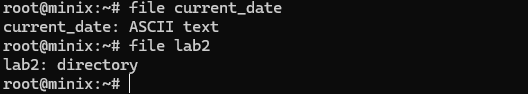 root@minix:~# file current_date
current_date: ASCII text
root@minix:~# file lab2
lab2: directory
root@minix:~#